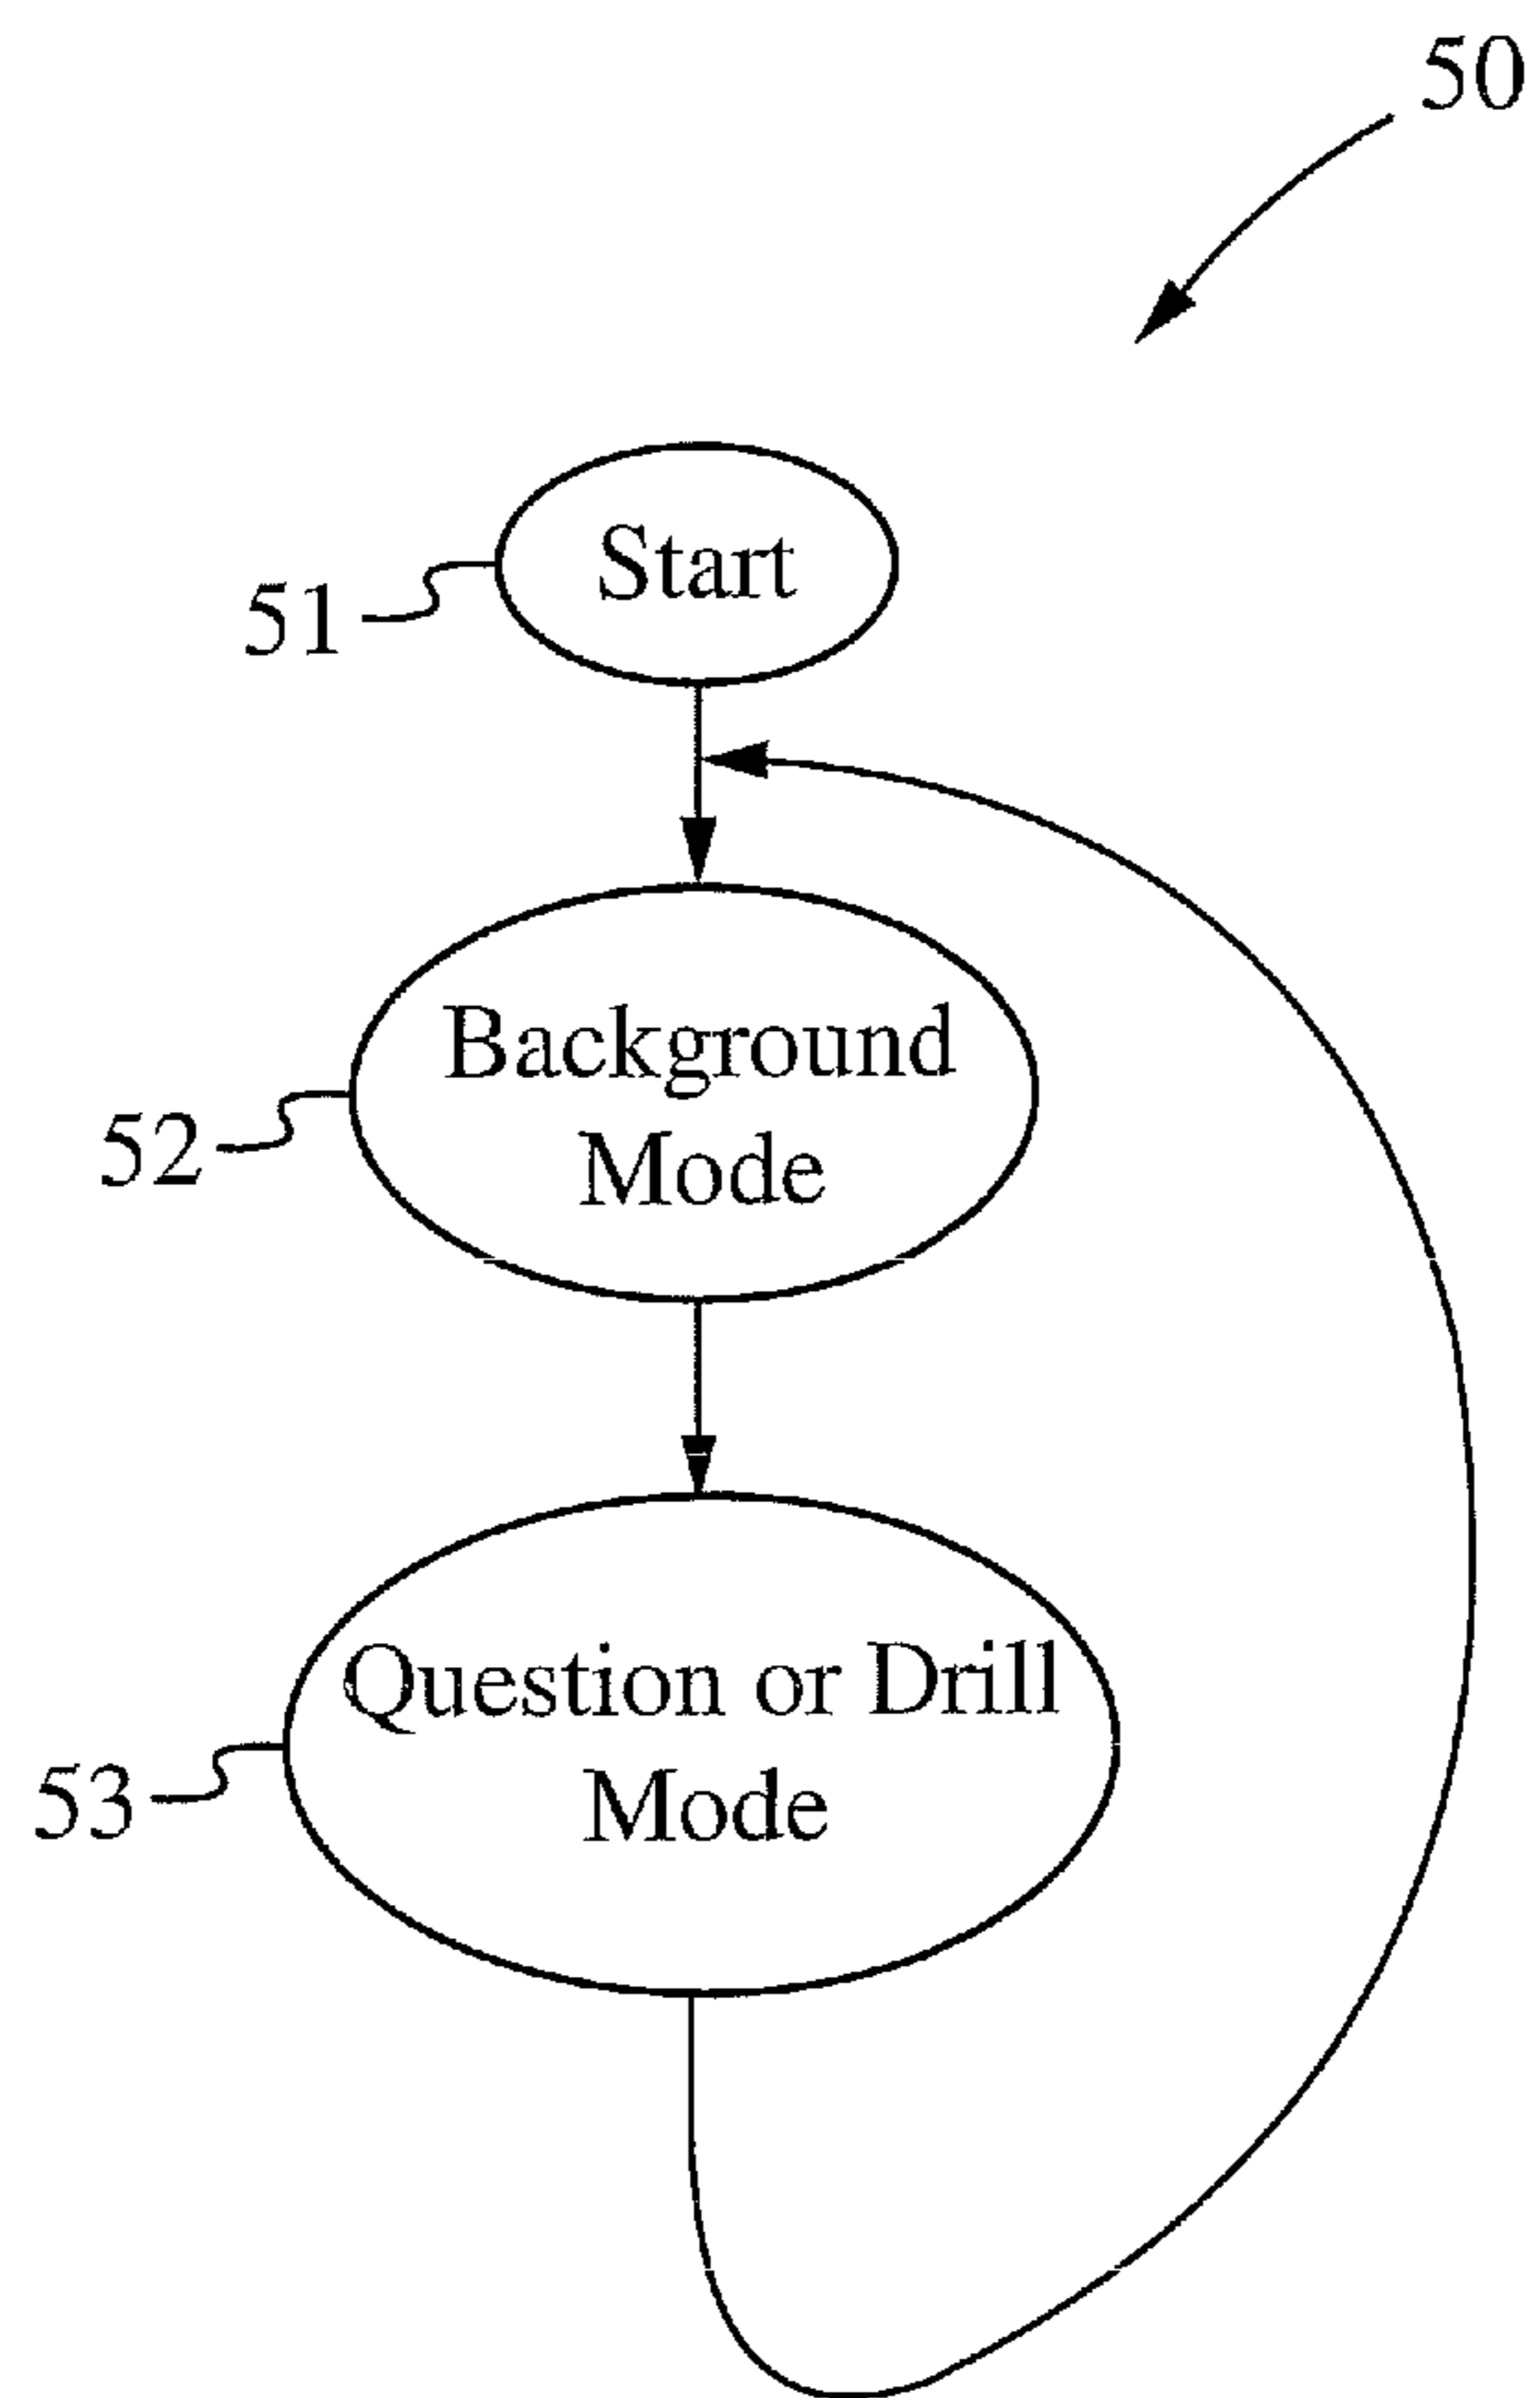 50
Start
51
Background
Mode
52
Question or Drill
Mode
53